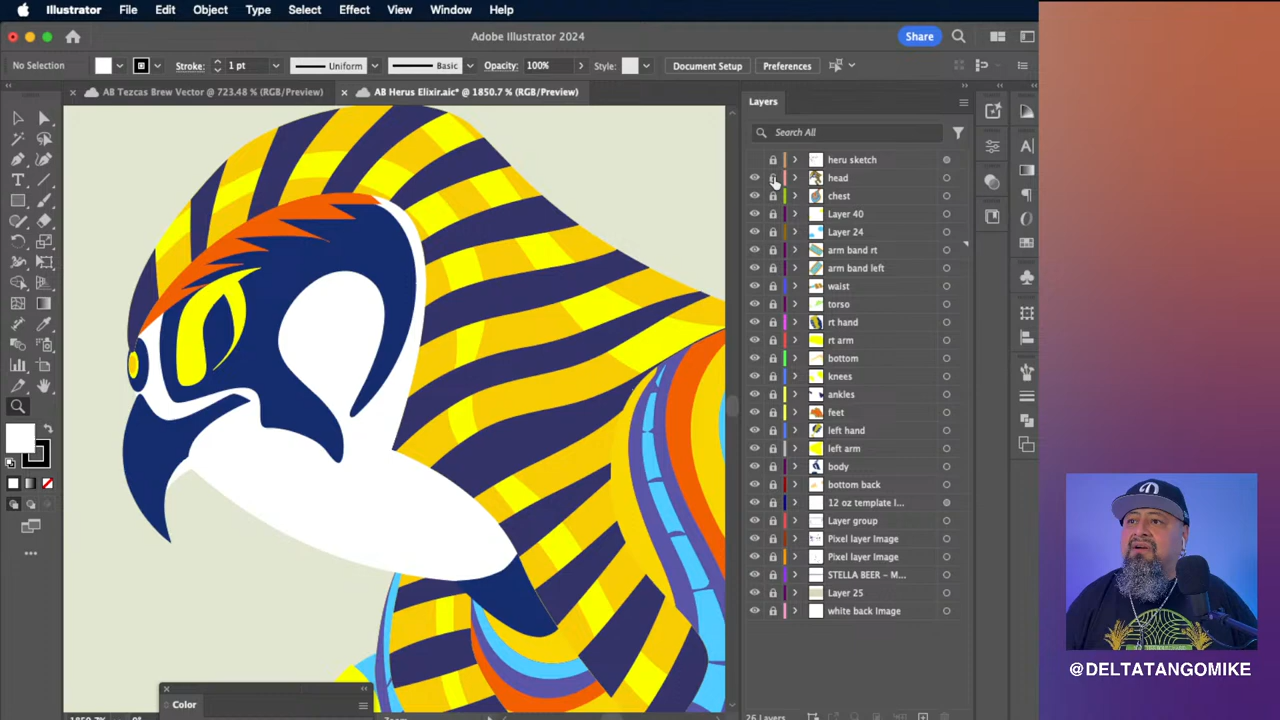 Illustrator File Edit Object Type Select Effect View Window Help
Adobe Illustrator 2024
Share
No Selection
Stroke:
1 pt
Uniform
Basic
Opacity:
100%
Style:
Document Setup
Preferences
AB Tezcas Brew Vector @ 723.48 % (RGB/Preview)
AB Herus Elixir.aic* @ 1850.7 % (RGB/Preview)
Layers
Search All
heru sketch
head
chest
Layer 40
Layer 24
arm band rt
arm band left
waist
torso
rt hand
rt arm
bottom
knees
ankles
feet
left hand
left arm
body
bottom back
12 oz template l...
Layer group
Pixel layer Image
Pixel layer Image
STELLA BEER – M...
Layer 25
white back Image
Color
26 Layers
@DELTATANGOMIKE